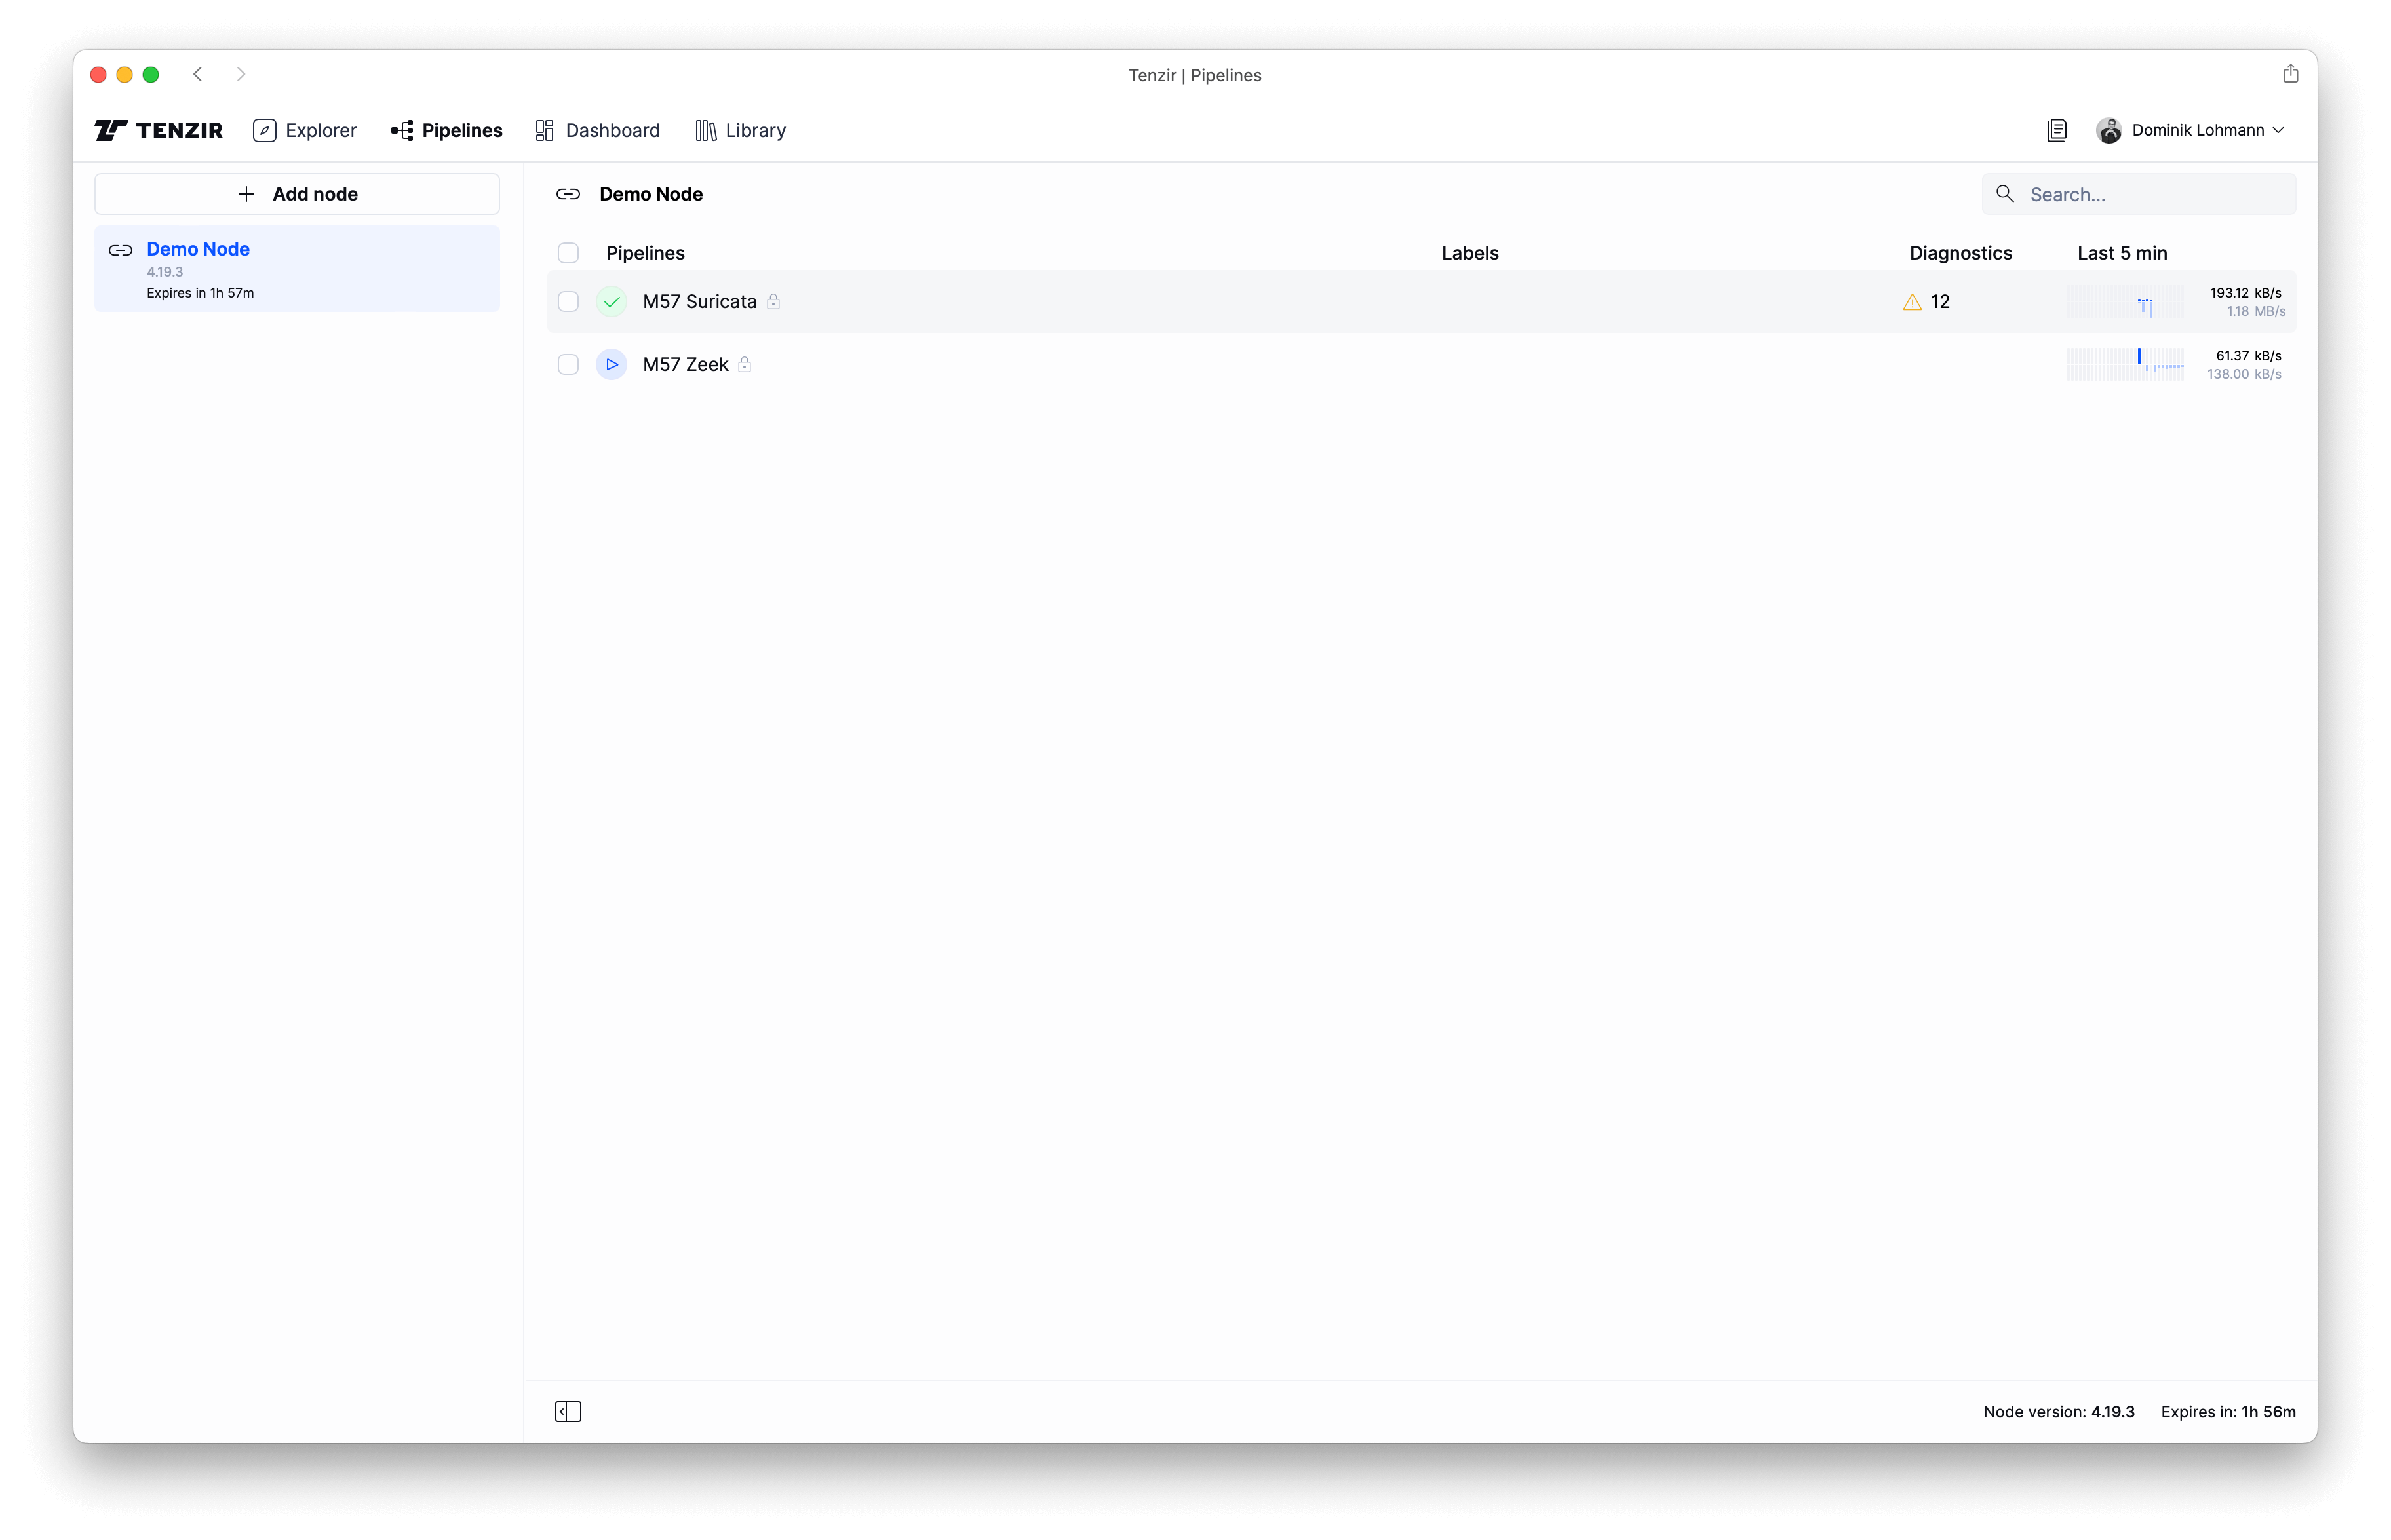 Tenzir | Pipelines
TENZIR Explorer Pipelines Dashboard Library Dominik Lohmann
Add node
Demo Node
4.19.3
Expires in 1h 57m
Demo Node Search...
Pipelines Labels Diagnostics Last 5 min
M57 Suricata 12 193.12 kB/s
1.18 MB/s
M57 Zeek 61.37 kB/s
138.00 kB/s
Node version: 4.19.3 Expires in: 1h 56m